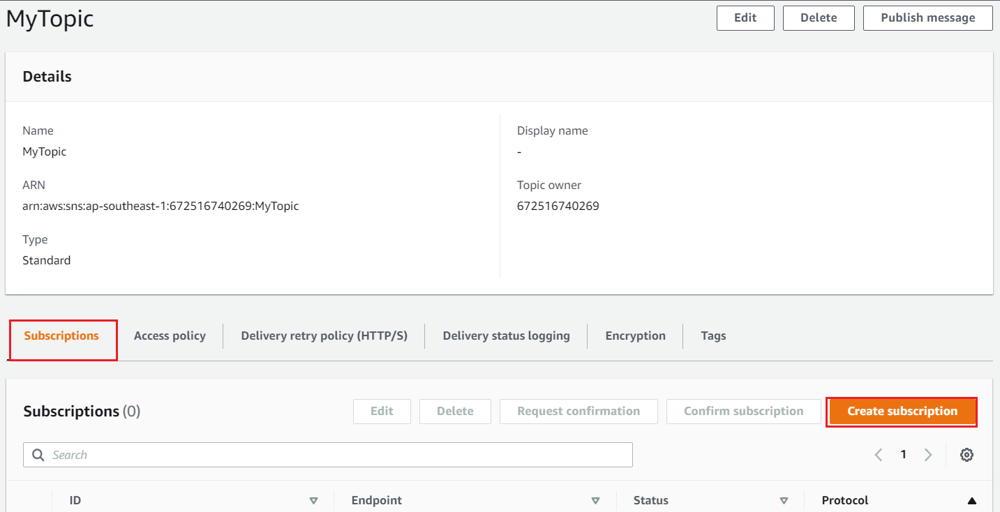 MyTopic
Edit
Delete
Publish message
Details
Name
MyTopic
Display name
-
ARN
arn:aws:sns:ap-southeast-1:672516740269:MyTopic
Topic owner
672516740269
Type
Standard
Subscriptions
Access policy
Delivery retry policy (HTTP/S)
Delivery status logging
Encryption
Tags
Subscriptions (0)
Edit
Delete
Request confirmation
Confirm subscription
Create subscription
Search
1
ID
Endpoint
Status
Protocol